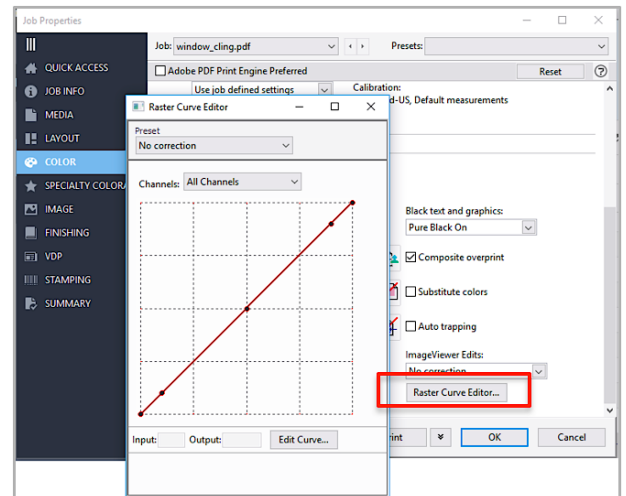 Job Properties
Job: window_cling.pdf
Presets:
QUICK ACCESS
JOB INFO
MEDIA
LAYOUT
COLOR
SPECIALTY COLORA
IMAGE
FINISHING
VDP
STAMPING
SUMMARY
Adobe PDF Print Engine Preferred
Reset
?
Use job defined settings
Calibration:
d-US, Default measurements
Raster Curve Editor
Preset
No correction
Channels: All Channels
Input:
Output:
Edit Curve...
Black text and graphics:
Pure Black On
Composite overprint
Substitute colors
Auto trapping
ImageViewer Edits:
No correction
Raster Curve Editor...
int
OK
Cancel